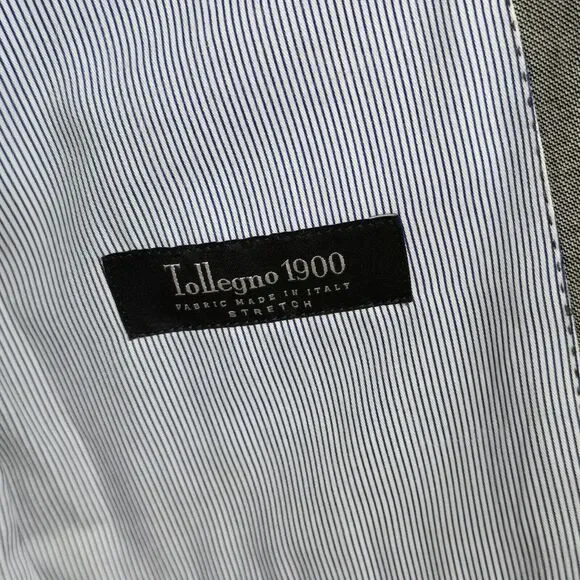 Tollegno 1900
FABRIC MADE IN ITALY
STRETCH